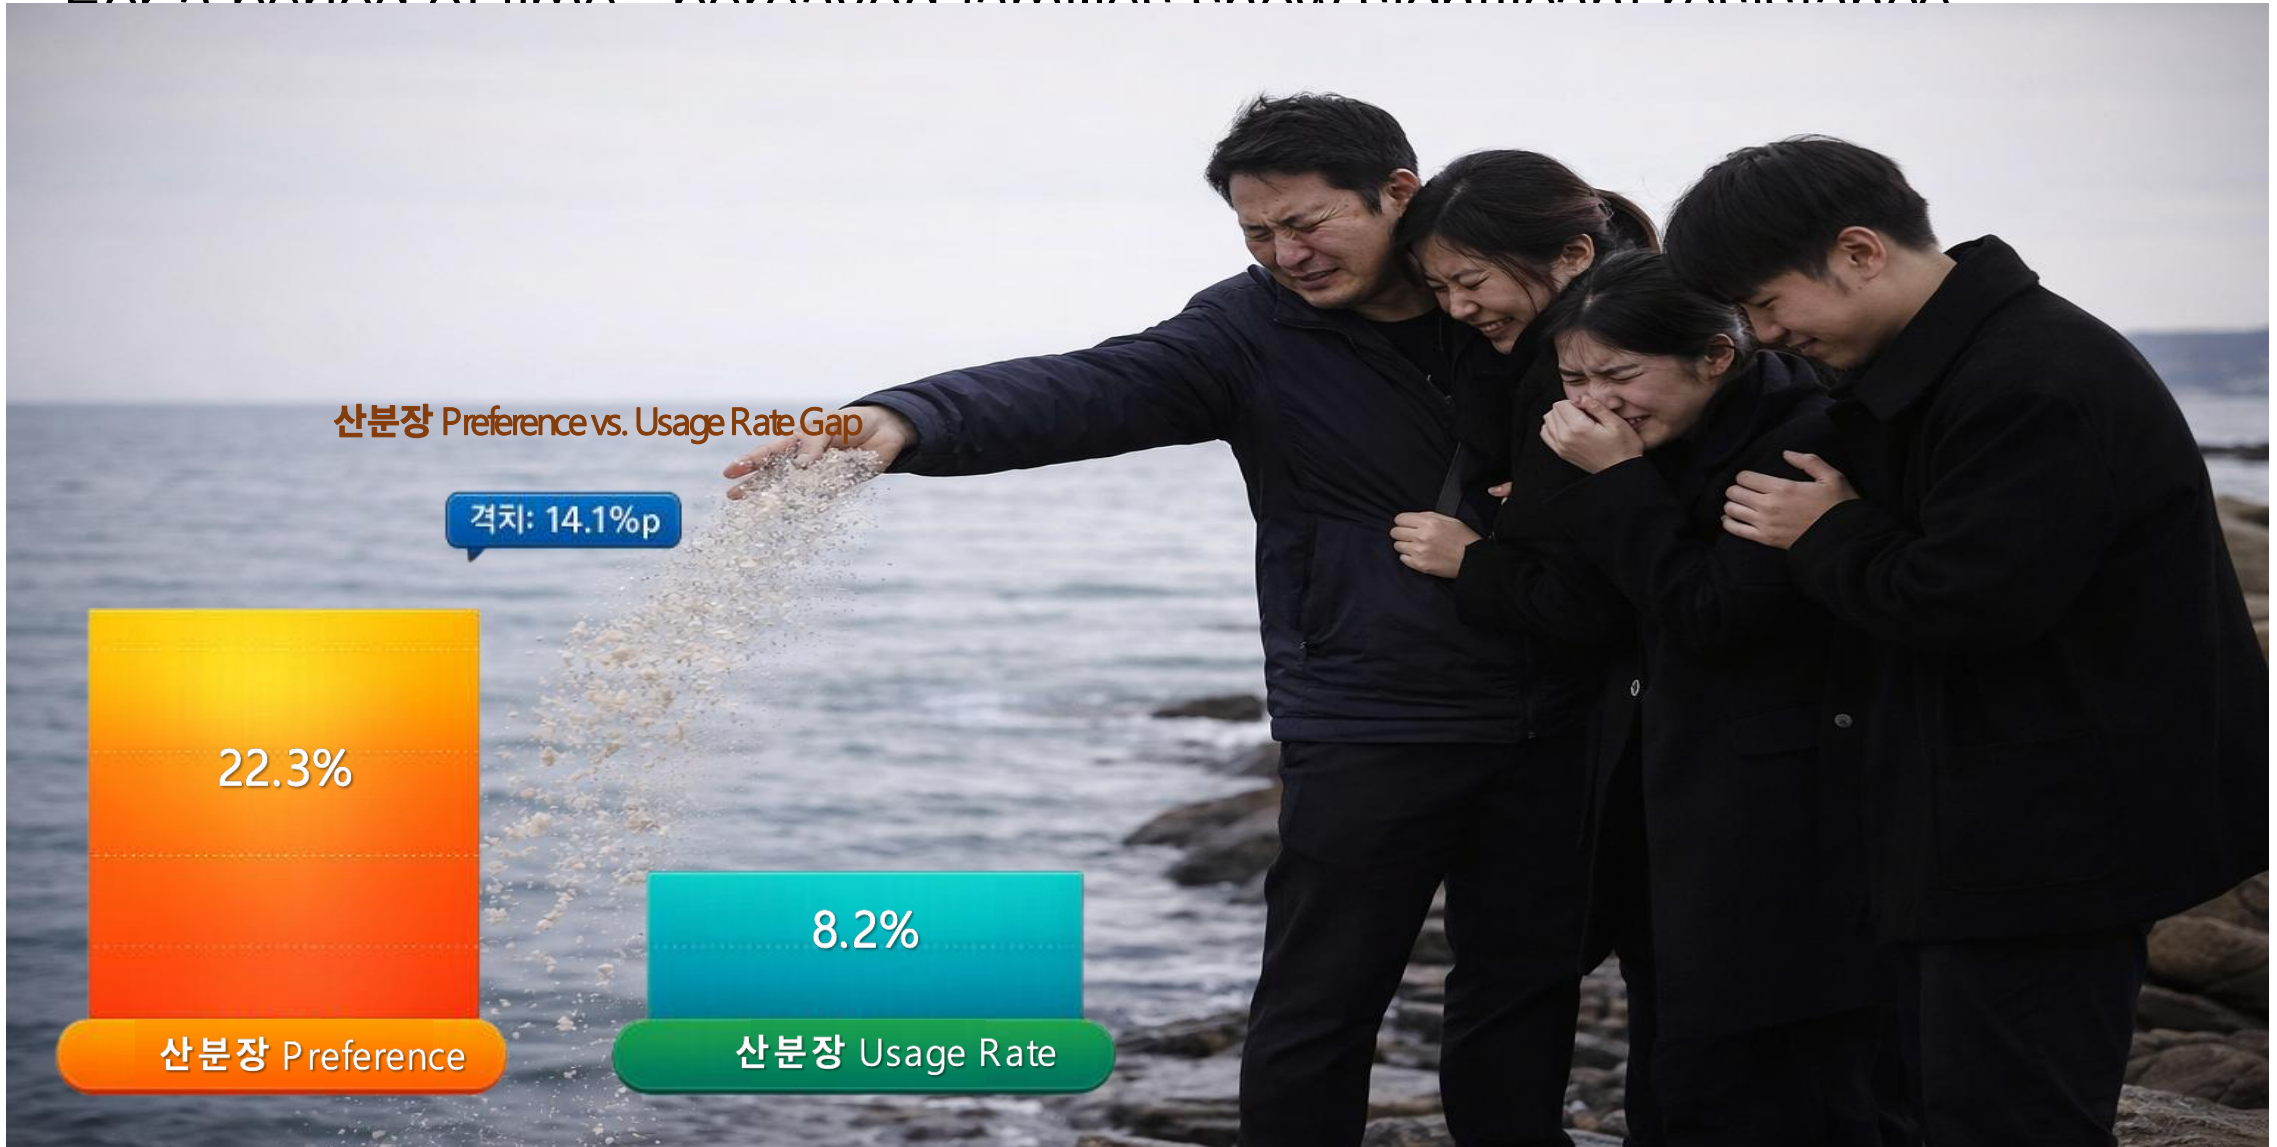 산분장 Preference vs. Usage Rate Gap
격치: 14.1%p
22.3%
8.2%
산분장 Preference
산분장 Usage Rate